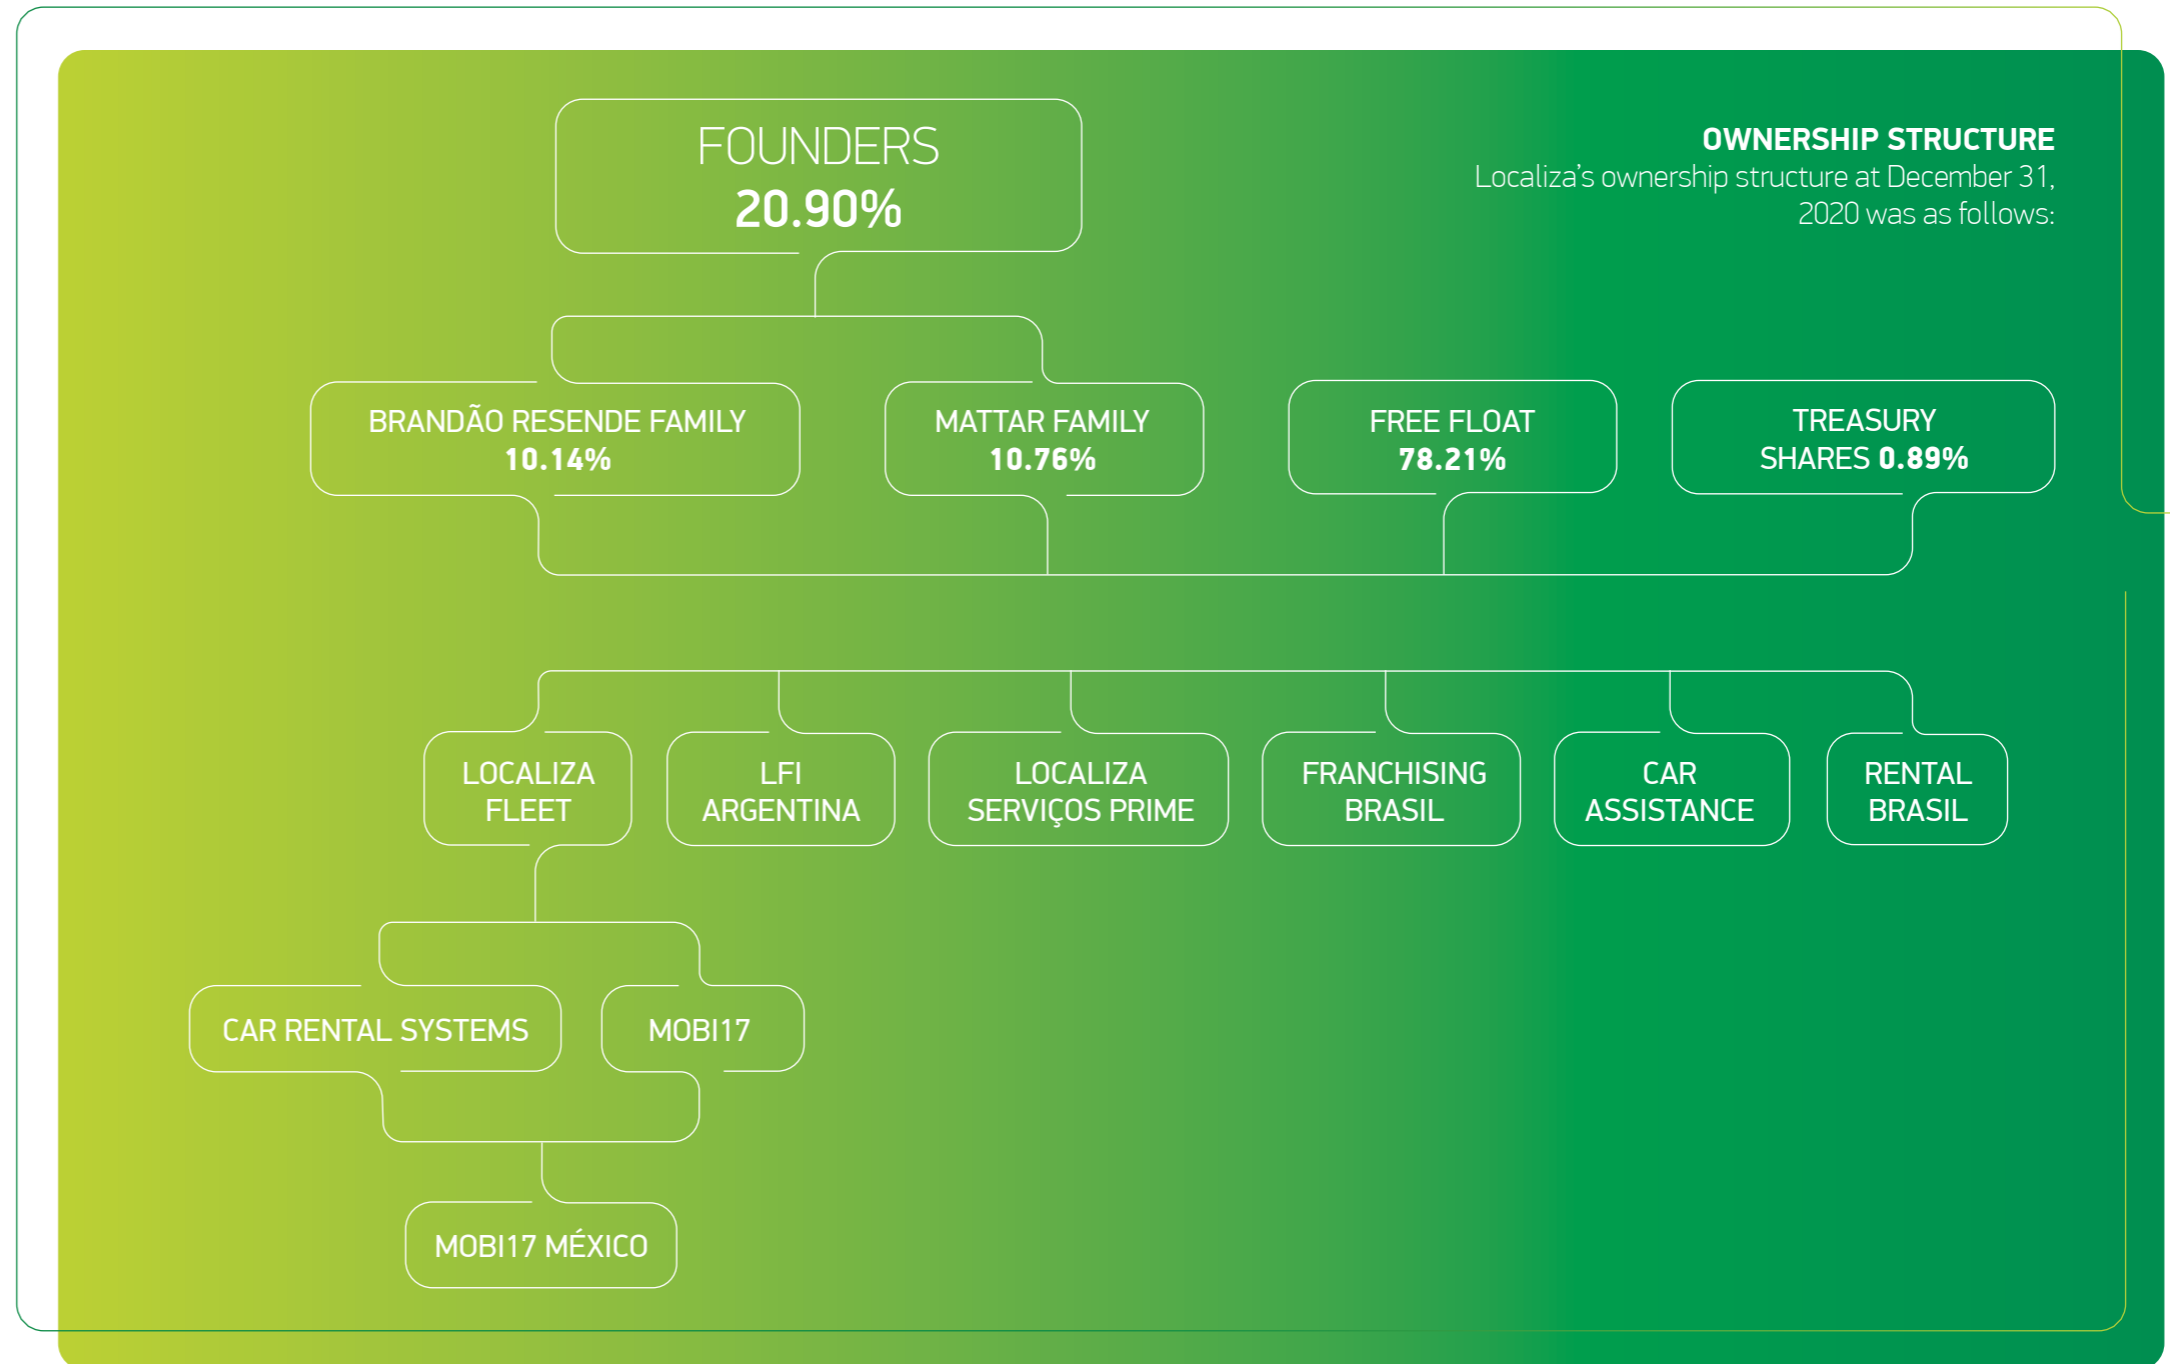 FOUNDERS
20.90%
OWNERSHIP STRUCTURE
Localiza's ownership structure at December 31,
2020 was as follows:
BRANDÃO RESENDE FAMILY
10.14%
MATTAR FAMILY
10.76%
FREE FLOAT
78.21%
TREASURY
SHARES 0.89%
LOCALIZA
FLEET
LFI
ARGENTINA
LOCALIZA
SERVIÇOS PRIME
FRANCHISING
BRASIL
CAR
ASSISTANCE
RENTAL
BRASIL
CAR RENTAL SYSTEMS
MOBI17
MOBI17 MÉXICO